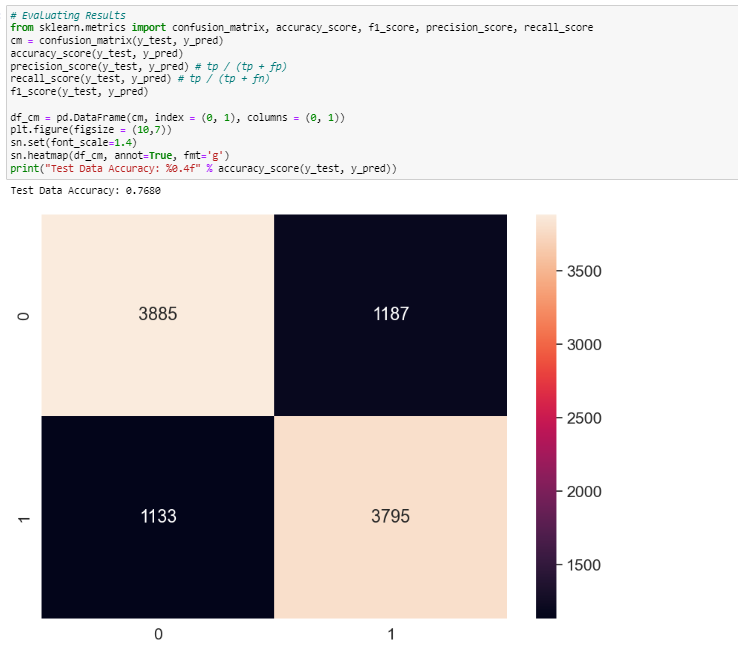 # Evaluating Results
from sklearn.metrics import confusion_matrix, accuracy_score, f1_score, precision_score, recall_score
cm = confusion_matrix(y_test, y_pred)
accuracy_score(y_test, y_pred)
precision_score(y_test, y_pred) # tp / (tp + fp)
recall_score(y_test, y_pred) # tp / (tp + fn)
f1_score(y_test, y_pred)

df_cm = pd.DataFrame(cm, index = (0, 1), columns = (0, 1))
plt.figure(figsize = (10,7))
sn.set(font_scale=1.4)
sn.heatmap(df_cm, annot=True, fmt='g')
print("Test Data Accuracy: %0.4f" % accuracy_score(y_test, y_pred))
Test Data Accuracy: 0.7680
3500
0
3885
1187
3000
2500
2000
1
1133
3795
1500
0
1